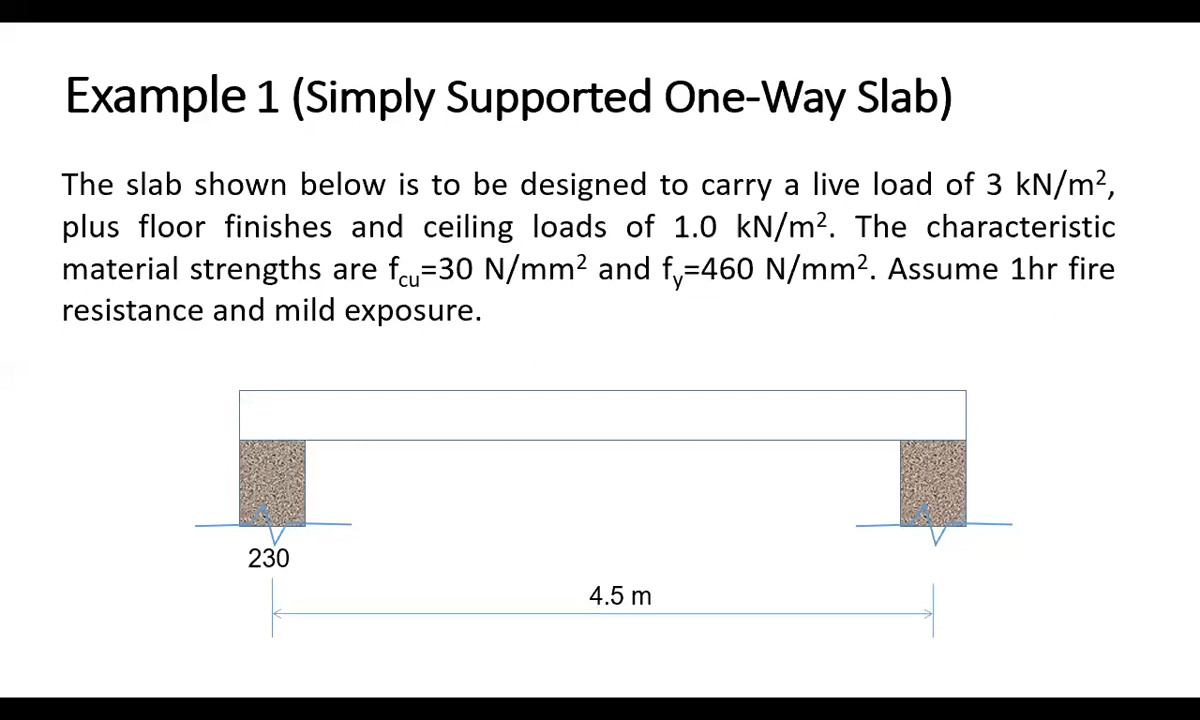 Example 1 (Simply Supported One-Way Slab)
The slab shown below is to be designed to carry a live load of 3 kN/m²,
plus floor finishes and ceiling loads of 1.0 kN/m². The characteristic
material strengths are fcu=30 N/mm² and fy=460 N/mm². Assume 1hr fire
resistance and mild exposure.
230
4.5 m